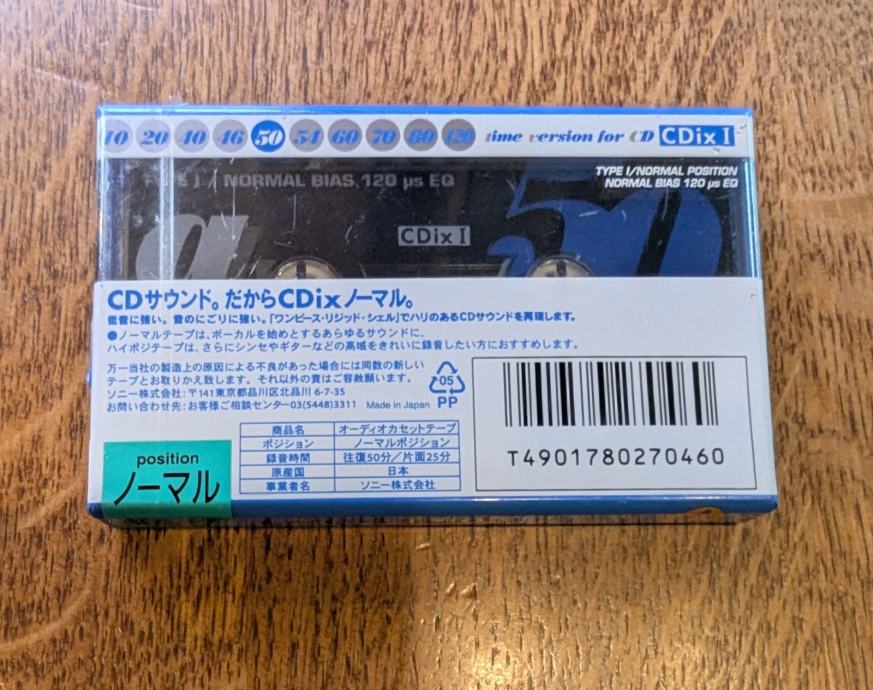 10 20 40 46 50 54 60 70 80 120 time version for CD CDix I
TYPE I/NORMAL POSITION
NORMAL BIAS 120 μs EQ
NORMAL BIAS 120 μs EQ
CDix I
50
CDサウンド。だからCDixノーマル。
低音に強い。音のにごりに強い。「ワンピース・リジッド・シェル」でハリのあるCDサウンドを再現します。
●ノーマルテープは、ボーカルを始めとするあらゆるサウンドに、
ハイポジテープは、さらにシンセやギターなどの高域をきれいに録音したい方におすすめします。
万一当社の製造上の原因による不良があった場合には同数の新しい
テープとお取りかえ致します。それ以外の責はご容赦願います。
ソニー株式会社:〒141東京都品川区北品川6-7-35
お問い合わせ先:お客様ご相談センター03(5448)3311 Made in Japan
05
PP
商品名 オーディオカセットテープ
ポジション ノーマルポジション
録音時間 往復50分/片面25分
原産国 日本
事業者名 ソニー株式会社
position
ノーマル
T4901780270460